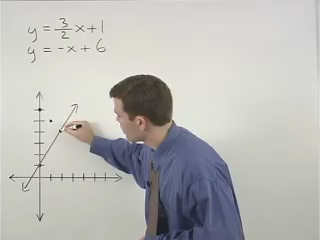 y = 3/2 x + 1
y = -x + 6